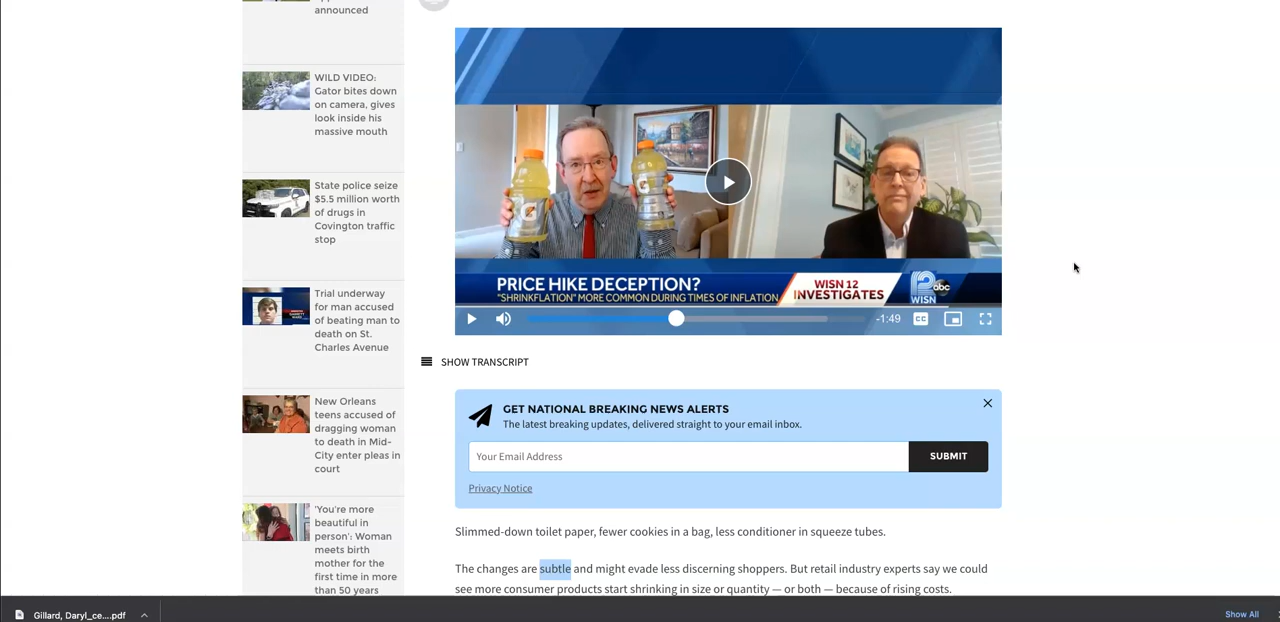 announced
WILD VIDEO:
Gator bites down
on camera, gives
look inside his
massive mouth
State police seize
$5.5 million worth
of drugs in
Covington traffic
stop
Trial underway
for man accused
of beating man to
death on St.
Charles Avenue
New Orleans
teens accused of
dragging woman
to death in Mid-
City enter pleas in
court
'You're more
beautiful in
person': Woman
meets birth
mother for the
first time in more
than 50 years
PRICE HIKE DECEPTION?
"SHRINKFLATION" MORE COMMON DURING TIMES OF INFLATION
WISN 12
INVESTIGATES
12 abc
WISN
-1:49
CC
SHOW TRANSCRIPT
GET NATIONAL BREAKING NEWS ALERTS
The latest breaking updates, delivered straight to your email inbox.
Your Email Address
SUBMIT
Privacy Notice
Slimmed-down toilet paper, fewer cookies in a bag, less conditioner in squeeze tubes.
The changes are subtle and might evade less discerning shoppers. But retail industry experts say we could
see more consumer products start shrinking in size or quantity — or both — because of rising costs.
Gillard, Daryl_ce....pdf
Show All